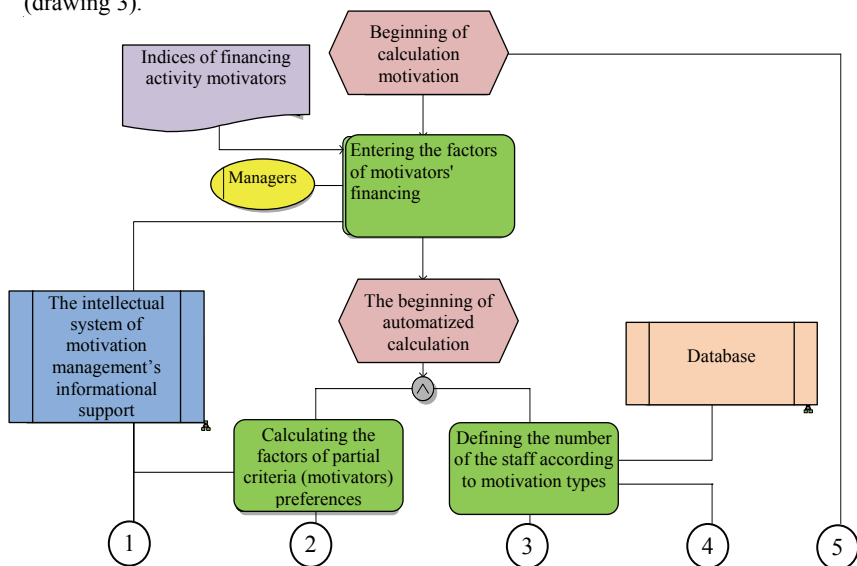 (drawing 3).
Beginning of
calculation
motivation
Indices of financing
activity motivators
Entering the factors
of motivators'
financing
Managers
The intellectual
system of
motivation
management’s
informational
support
The beginning of
automatized
calculation
Database
Calculating the
factors of partial
criteria (motivators)
preferences
Defining the number
of the staff according
to motivation types
1
2
3
4
5